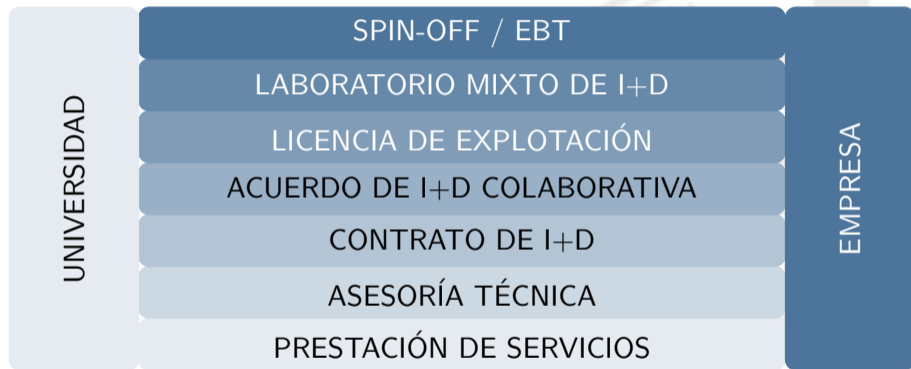 UNIVERSIDAD
SPIN-OFF / EBT
LABORATORIO MIXTO DE I+D
LICENCIA DE EXPLOTACIÓN
ACUERDO DE I+D COLABORATIVA
CONTRATO DE I+D
ASESORÍA TÉCNICA
PRESTACIÓN DE SERVICIOS
EMPRESA